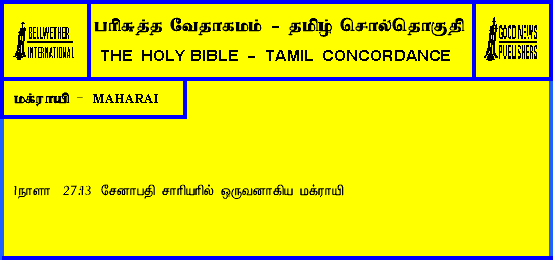 BELLWETHER
INTERNATIONAL
பரிசுத்த வேதாகமம் - தமிழ் சொல்தொகுதி
THE HOLY BIBLE - TAMIL CONCORDANCE
GOOD NEWS
PUBLISHERS
மக்ராயி - MAHARAI
1நாளா 27:13 சேனாபதி சாரியரில் ஒருவனாகிய மக்ராயி